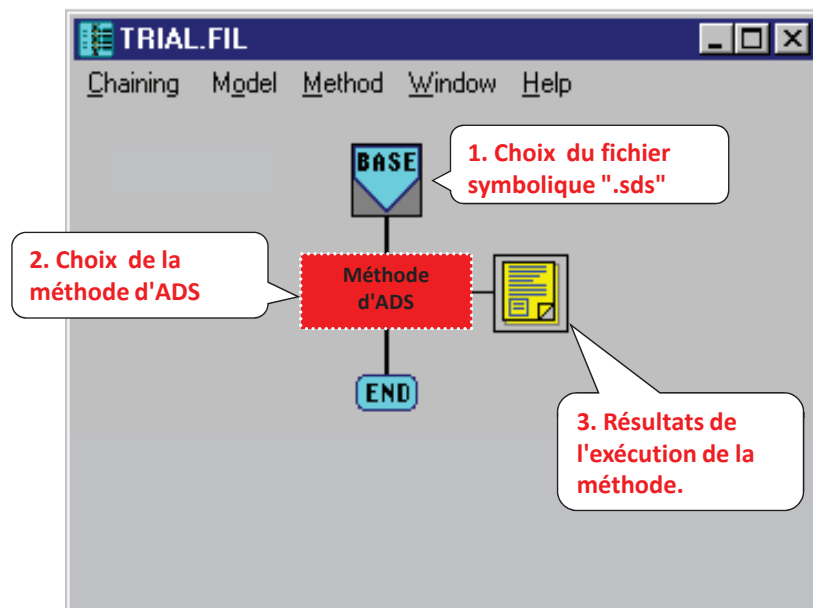 TRIAL.FIL
Chaining Model Method Window Help
BASE
1. Choix du fichier
symbolique ".sds"
2. Choix de la
méthode d'ADS
Méthode
d'ADS
END
3. Résultats de
l'exécution de la
méthode.